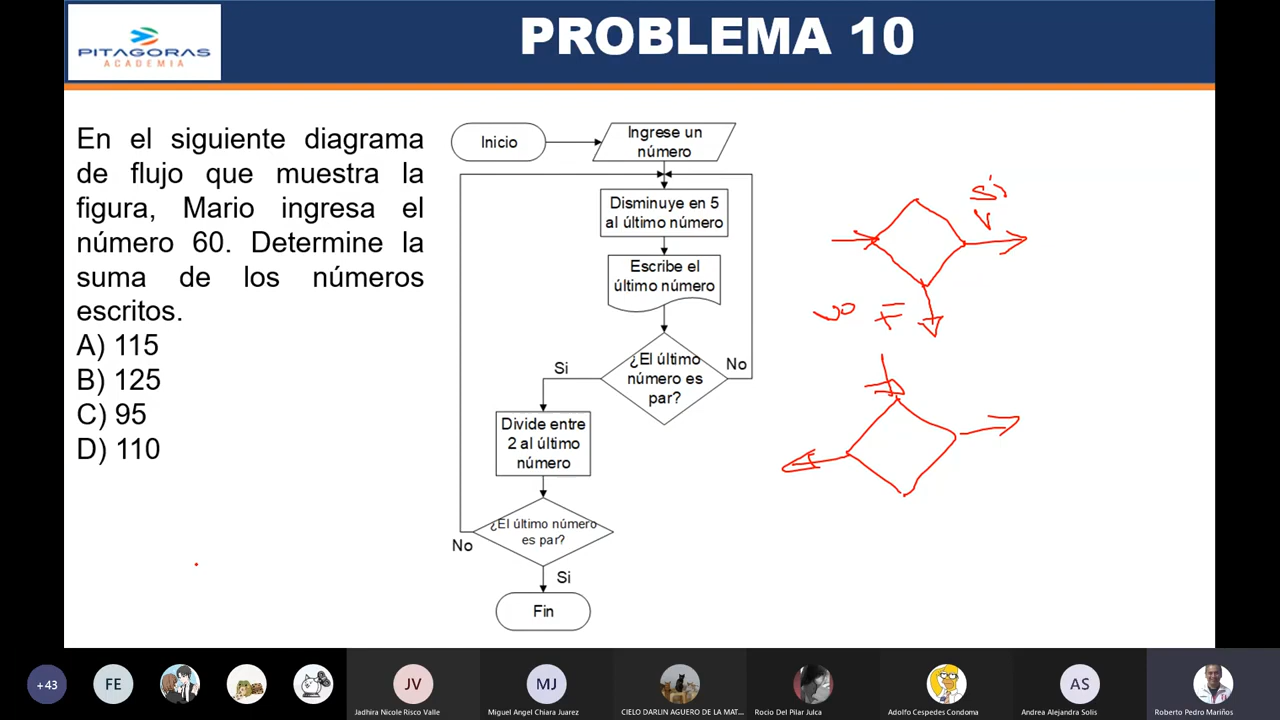 PITAGORAS
ACADEMIA
PROBLEMA 10
En el siguiente diagrama
de flujo que muestra la
figura, Mario ingresa el
número 60. Determine la
suma de los números
escritos.
A) 115
B) 125
C) 95
D) 110
Inicio
Ingrese un
número
Disminuye en 5
al último número
Escribe el
último número
¿El último
número es
par?
Si
No
Divide entre
2 al último
número
¿El último número
es par?
No
Si
Fin
Si
V
No F
+43
FE
JV
Jadhira Nicole Risco Valle
MJ
Miguel Angel Chiara Juarez
CIELO DARLIN AGUERO DE LA MAT...
Rocio Del Pilar Julca
Adolfo Cespedes Condoma
AS
Andrea Alejandra Solis
Roberto Pedro Mariños